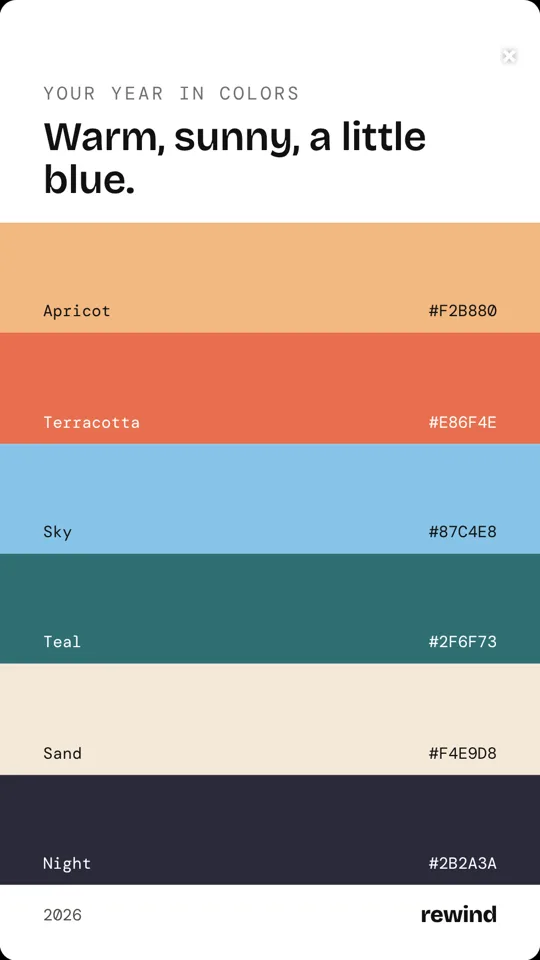 YOUR YEAR IN COLORS
Warm, sunny, a little
blue.
Apricot #F2B880
Terracotta #E86F4E
Sky #87C4E8
Teal #2F6F73
Sand #F4E9D8
Night #2B2A3A
2026 rewind